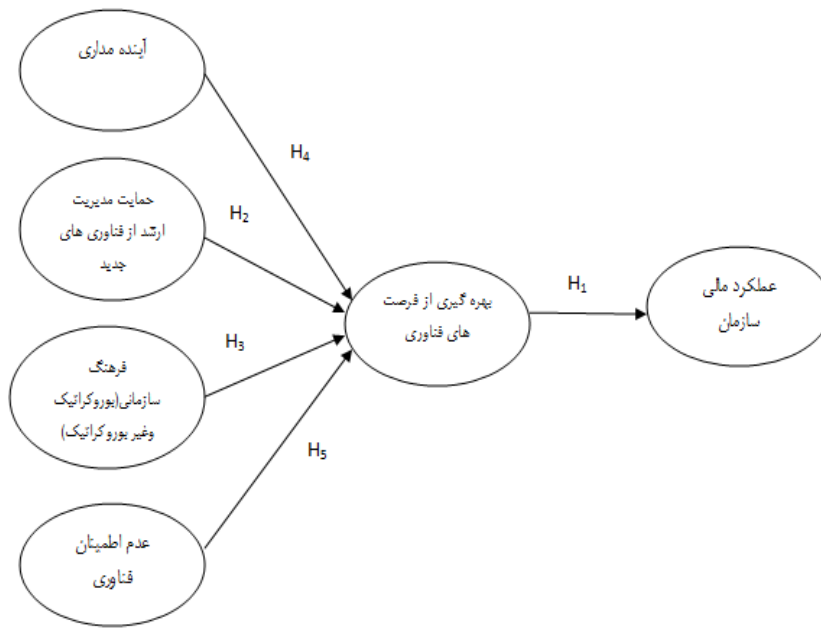 آینده مداری
H4
حمایت مدیریت
ارشد از فناوری های
جدید
H2
بهره گیری از فرصت
های فناوری
H1
عملکرد مالی
سازمان
H3
فرهنگ
سازمانی(بوروکراتیک
وغیر بوروکراتیک)
H5
عدم اطمینان
فناوری